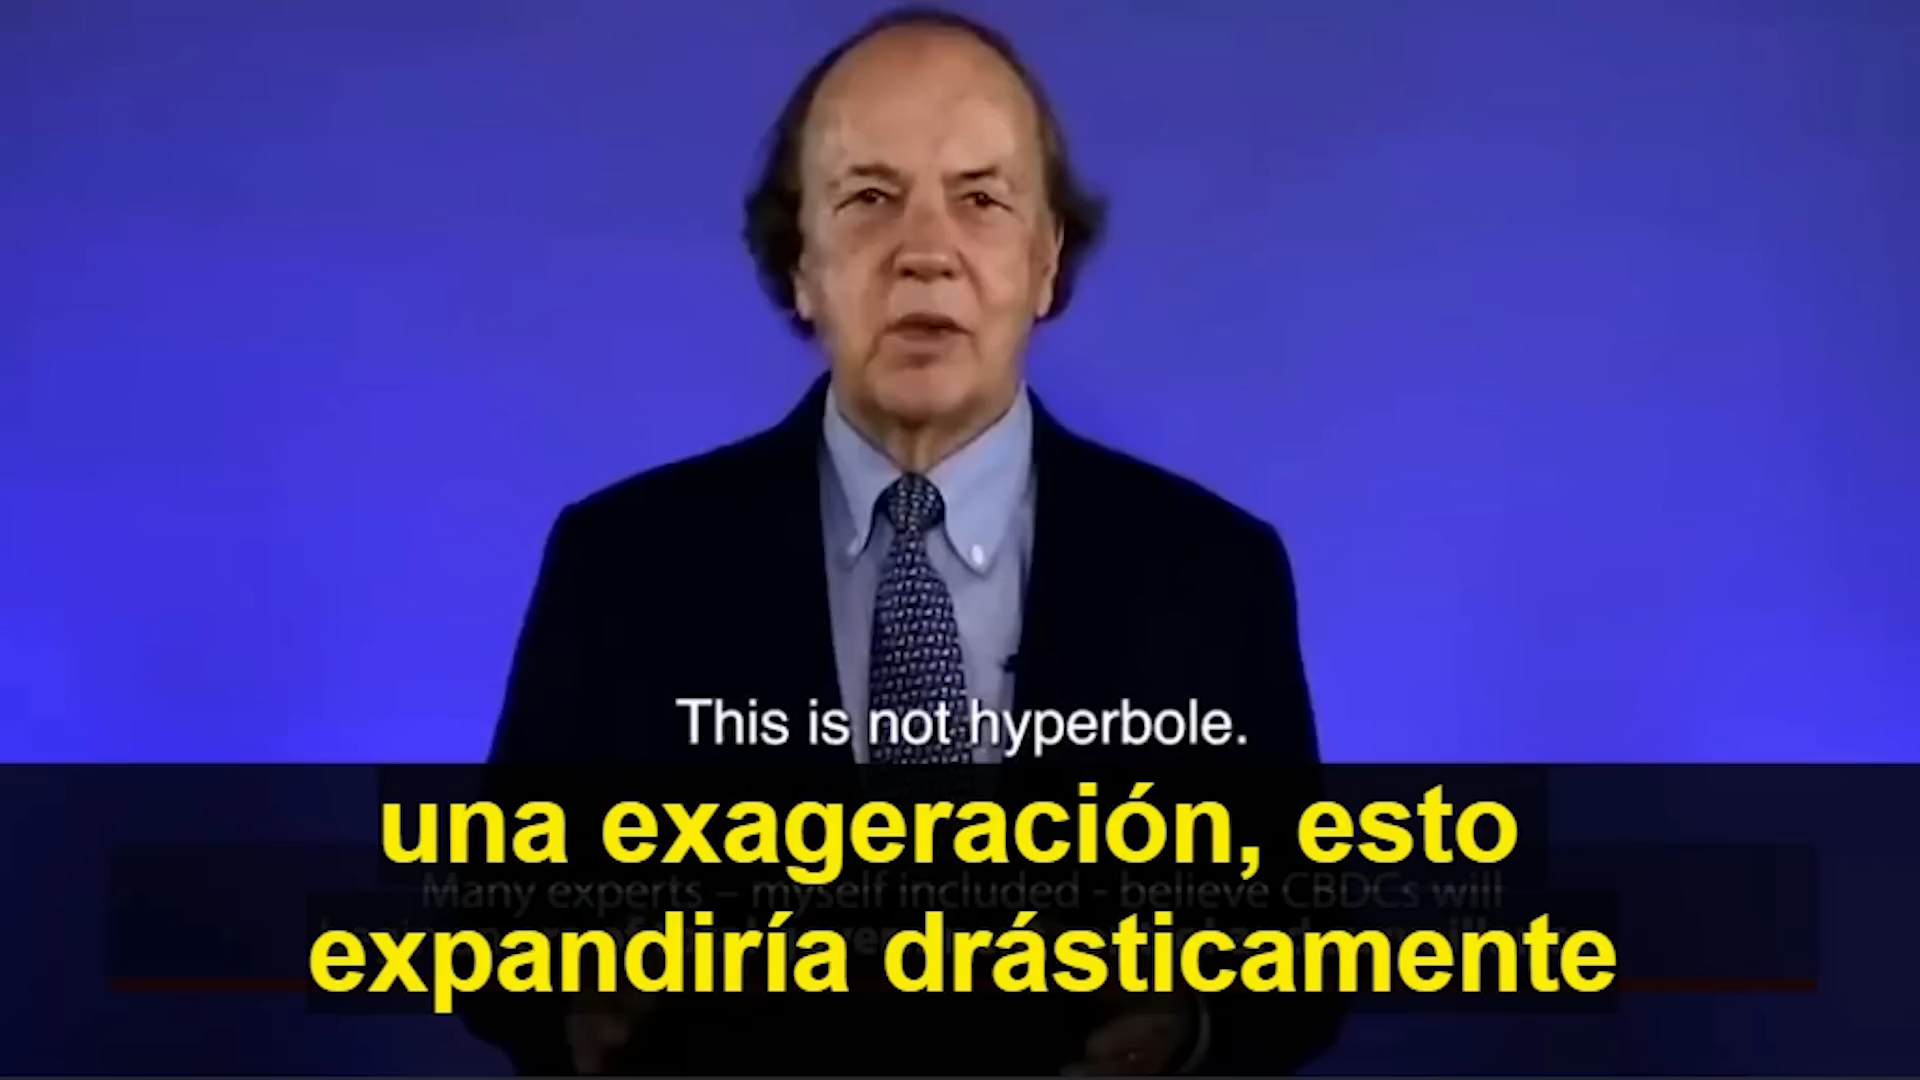 This is not hyperbole.
una exageración, esto
Many experts – myself included - believe CBDCs will
expandiría drásticamente